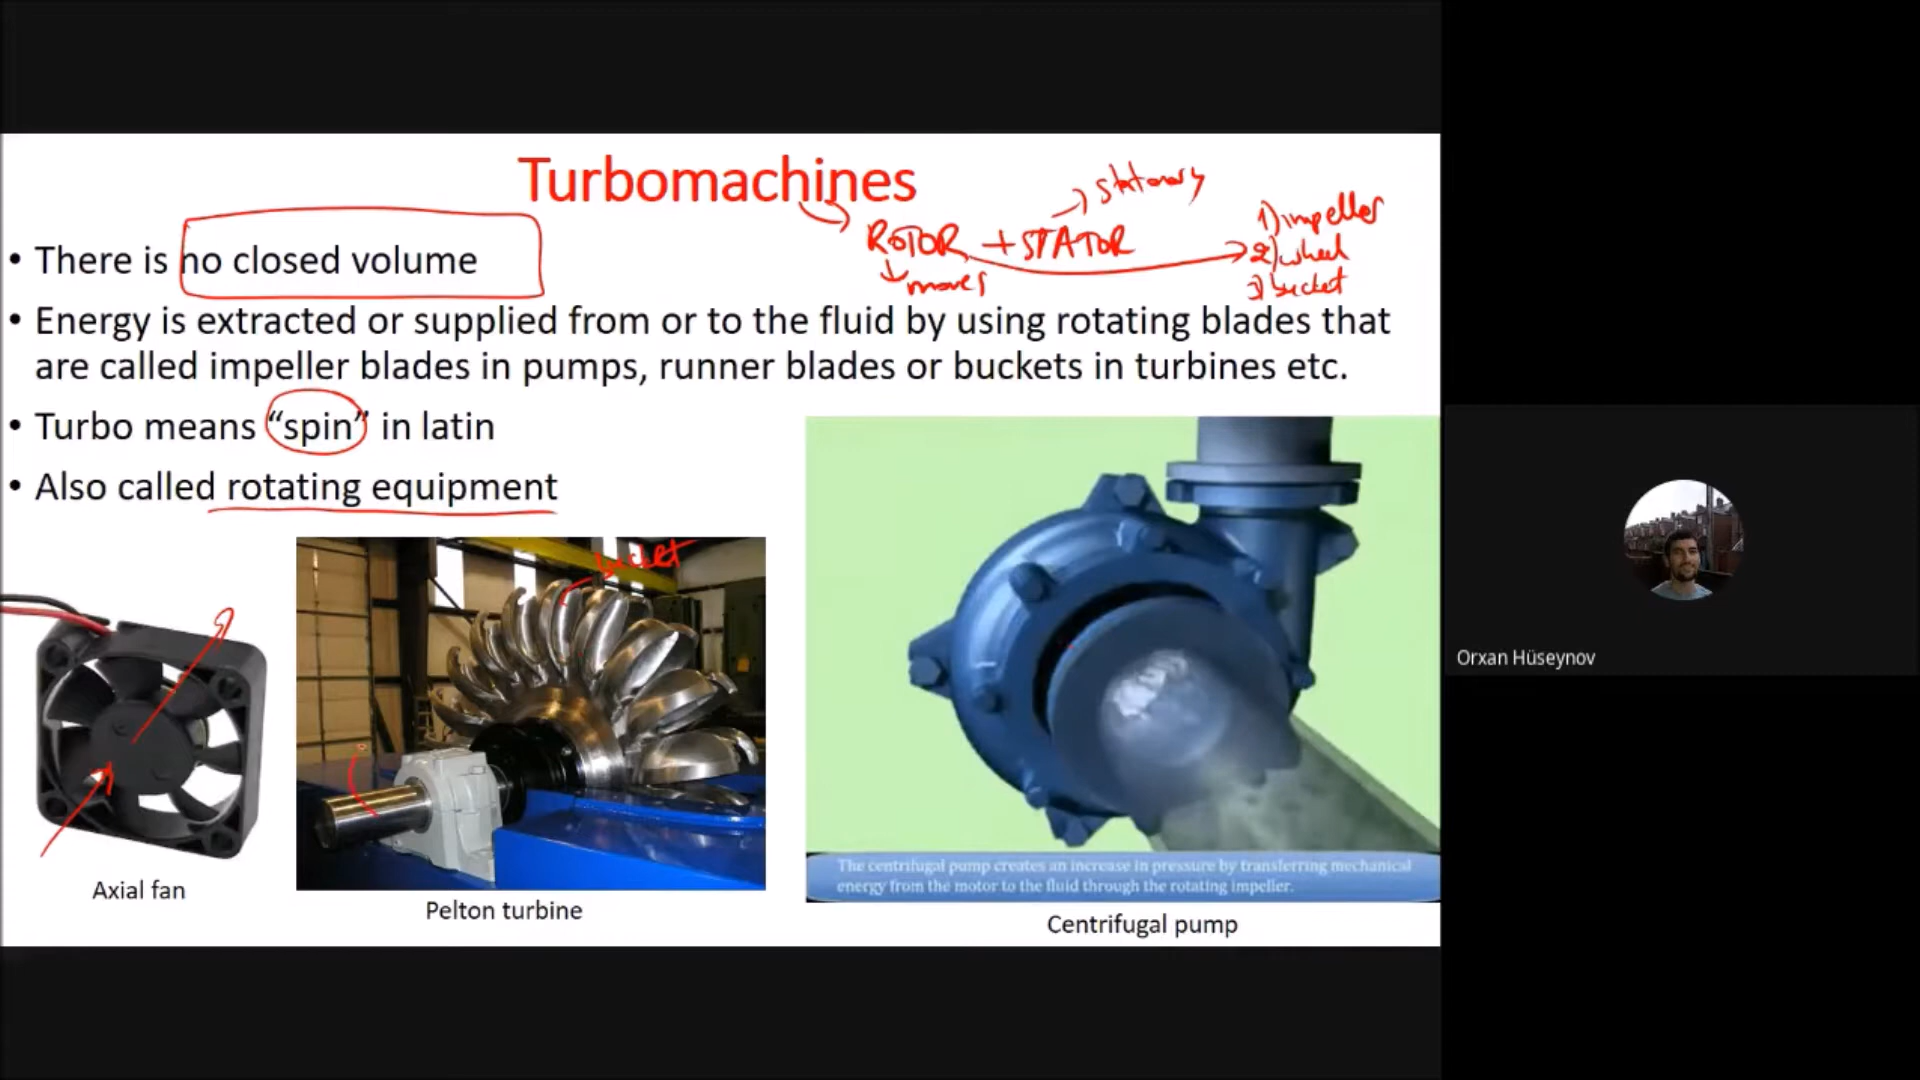 Turbomachines
stationary
ROTOR + STATOR
moves
1) impeller
2) wheel
3) bucket
• There is no closed volume
• Energy is extracted or supplied from or to the fluid by using rotating blades that
are called impeller blades in pumps, runner blades or buckets in turbines etc.
• Turbo means “spin” in latin
• Also called rotating equipment
bucket
Axial fan
Pelton turbine
The centrifugal pump creates an increase in pressure by transferring mechanical
energy from the motor to the fluid through the rotating impeller.
Centrifugal pump
Orxan Hüseynov